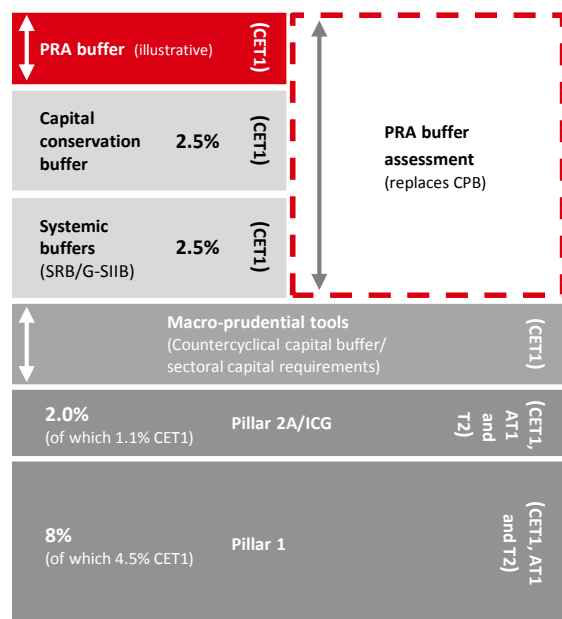 PRA buffer (illustrative)
(CET1)
Capital
conservation
buffer
2.5%
(CET1)
PRA buffer
assessment
(replaces CPB)
Systemic
buffers
(SRB/G-SIIB)
2.5%
(CET1)
Macro-prudential tools
(Countercyclical capital buffer/
sectoral capital requirements)
(CET1)
2.0%
(of which 1.1% CET1)
Pillar 2A/ICG
(CET1,
AT1
and
T2)
8%
(of which 4.5% CET1)
Pillar 1
(CET1, AT1
and T2)